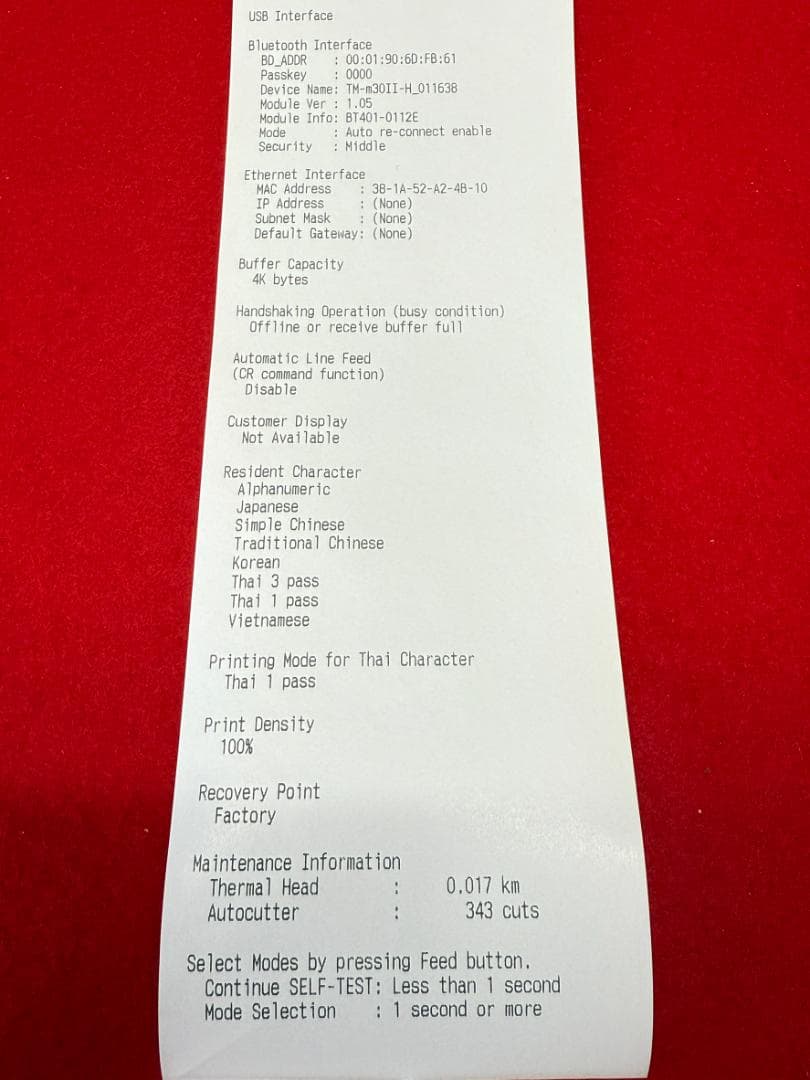 USB Interface
Bluetooth Interface
BD_ADDR : 00:01:90:6D:FB:61
Passkey : 0000
Device Name: TM-m30II-H_011638
Module Ver : 1.05
Module Info: BT401-0112E
Mode : Auto re-connect enable
Security : Middle
Ethernet Interface
MAC Address : 38-1A-52-A2-4B-10
IP Address : (None)
Subnet Mask : (None)
Default Gateway: (None)
Buffer Capacity
4K bytes
Handshaking Operation (busy condition)
Offline or receive buffer full
Automatic Line Feed
(CR command function)
Disable
Customer Display
Not Available
Resident Character
Alphanumeric
Japanese
Simple Chinese
Traditional Chinese
Korean
Thai 3 pass
Thai 1 pass
Vietnamese
Printing Mode for Thai Character
Thai 1 pass
Print Density
100%
Recovery Point
Factory
Maintenance Information
Thermal Head : 0.017 km
Autocutter : 343 cuts
Select Modes by pressing Feed button.
Continue SELF-TEST: Less than 1 second
Mode Selection : 1 second or more